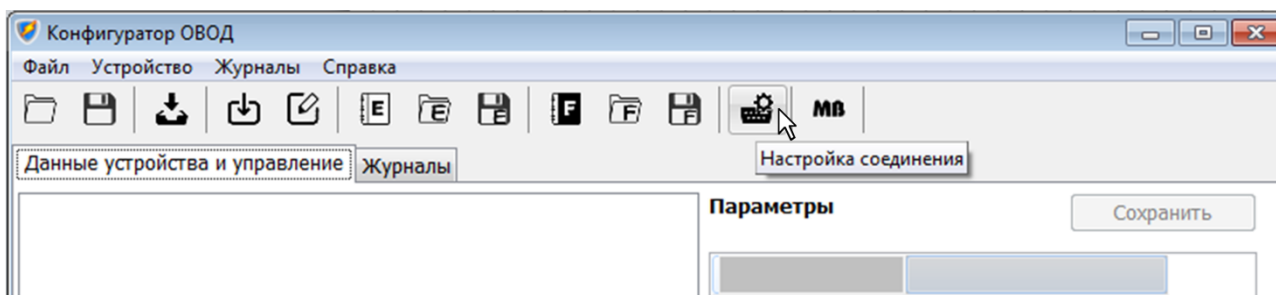 Конфигуратор ОВОД
Файл Устройство Журналы Справка
E E E F F F MB
Настройка соединения
Данные устройства и управление Журналы
Параметры Сохранить